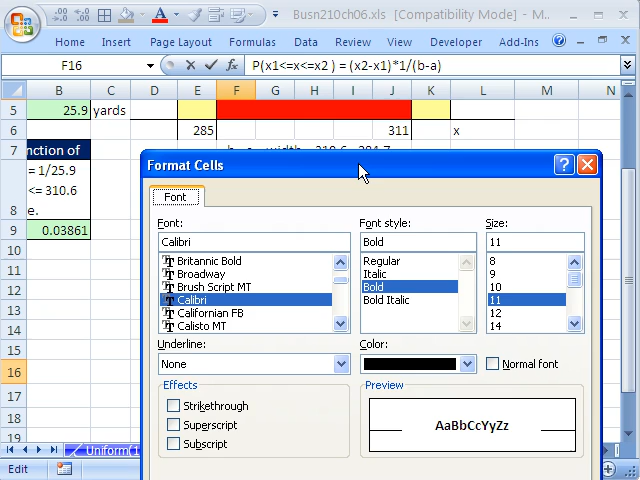 Busn210ch06.xls [Compatibility Mode] - M...
Home Insert Page Layout Formulas Data Review View Developer Add-Ins
F16 P(x1<=x<=x2 ) = (x2-x1)*1/(b-a)
B C D E F G H I J K L M N
5 25.9 yards
6 285 311 x
7 nction of
= 1/25.9
<= 310.6
8 e.
9 0.03861
10
11
12
13
14
15
16
17
18
19
Format Cells
Font
Font: Font style: Size:
Calibri Bold 11
Britannic Bold Regular 8
Broadway Italic 9
Brush Script MT Bold 10
Calibri Bold Italic 11
Californian FB 12
Calisto MT 14
Underline: Color:
None Normal font
Effects Preview
Strikethrough
Superscript AaBbCcYyZz
Subscript
Uniform(1
Edit